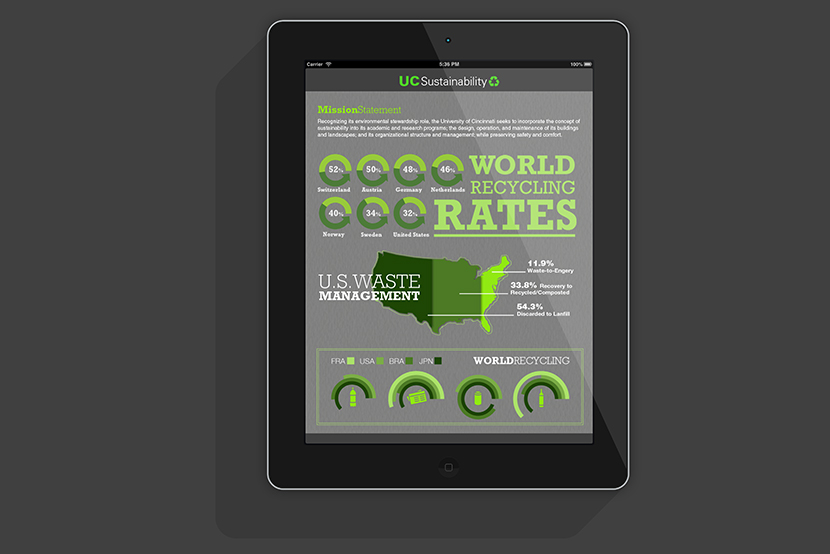 Carrier
5:36 PM
100%
UC Sustainability
MissionStatement
Recognizing its environmental stewardship role, the University of Cincinnati seeks to incorporate the concept of
sustainability into its academic and research programs; the design, operation, and maintenance of its buildings
and landscapes; and its organizational structure and management; while preserving safety and comfort.
52% 50% 48% 46%
Switzerland Austria Germany Netherlands
40% 34% 32%
Norway Sweden United States
WORLD
RECYCLING
RATES
U.S.WASTE
MANAGEMENT
11.9%
Waste-to-Engery
33.8% Recovery to
Recycled/Composted
54.3%
Discarded to Lanfill
FRA USA BRA JPN
WORLDRECYCLING